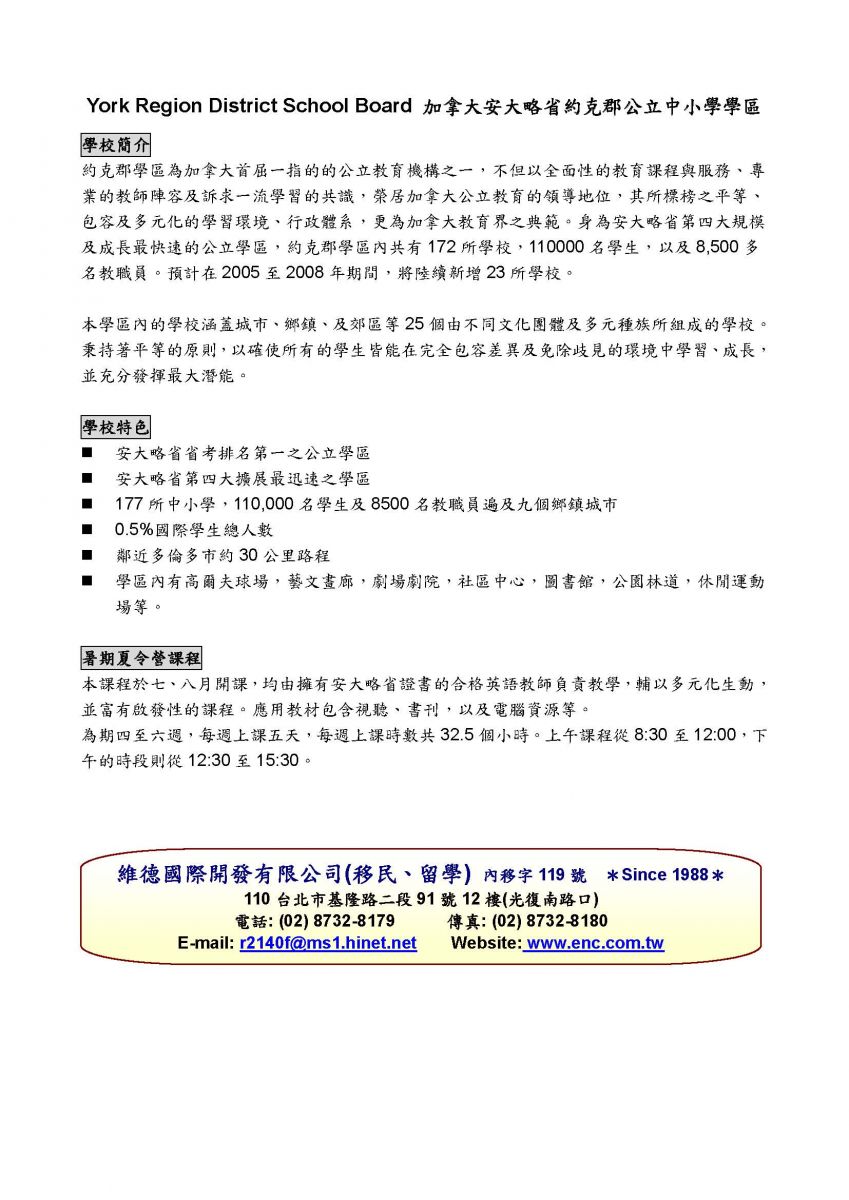 York Region District School Board 加拿大安大略省約克郡公立中小學學區
學校簡介
約克郡學區為加拿大首屈一指的的公立教育機構之一，不但以全面性的教育課程與服務、專
業的教師陣容及訴求一流學習的共識，榮居加拿大公立教育的領導地位，其所標榜之平等、
包容及多元化的學習環境、行政體系，更為加拿大教育界之典範。身為安大略省第四大規模
及成長最快速的公立學區，約克郡學區內共有 172 所學校，110000 名學生，以及 8,500 多
名教職員。預計在 2005 至 2008 年期間，將陸續新增 23 所學校。
本學區內的學校涵蓋城市、鄉鎮、及郊區等 25 個由不同文化團體及多元種族所組成的學校。
秉持著平等的原則，以確使所有的學生皆能在完全包容差異及免除歧見的環境中學習、成長，
並充分發揮最大潛能。
學校特色
■ 安大略省省考排名第一之公立學區
■ 安大略省第四大擴展最迅速之學區
■ 177 所中小學，110,000 名學生及 8500 名教職員遍及九個鄉鎮城市
■ 0.5%國際學生總人數
■ 鄰近多倫多市約 30 公里路程
■ 學區內有高爾夫球場，藝文畫廊，劇場劇院，社區中心，圖書館，公園林道，休閒運動
場等。
暑期夏令營課程
本課程於七、八月開課，均由擁有安大略省證書的合格英語教師負責教學，輔以多元化生動，
並富有啟發性的課程。應用教材包含視聽、書刊，以及電腦資源等。
為期四至六週，每週上課五天，每週上課時數共 32.5 個小時。上午課程從 8:30 至 12:00，下
午的時段則從 12:30 至 15:30。
維德國際開發有限公司(移民、留學) 內移字 119 號 ＊Since 1988＊
110 台北市基隆路二段 91 號 12 樓(光復南路口)
電話: (02) 8732-8179 傳真: (02) 8732-8180
E-mail: r2140f@ms1.hinet.net Website: www.enc.com.tw